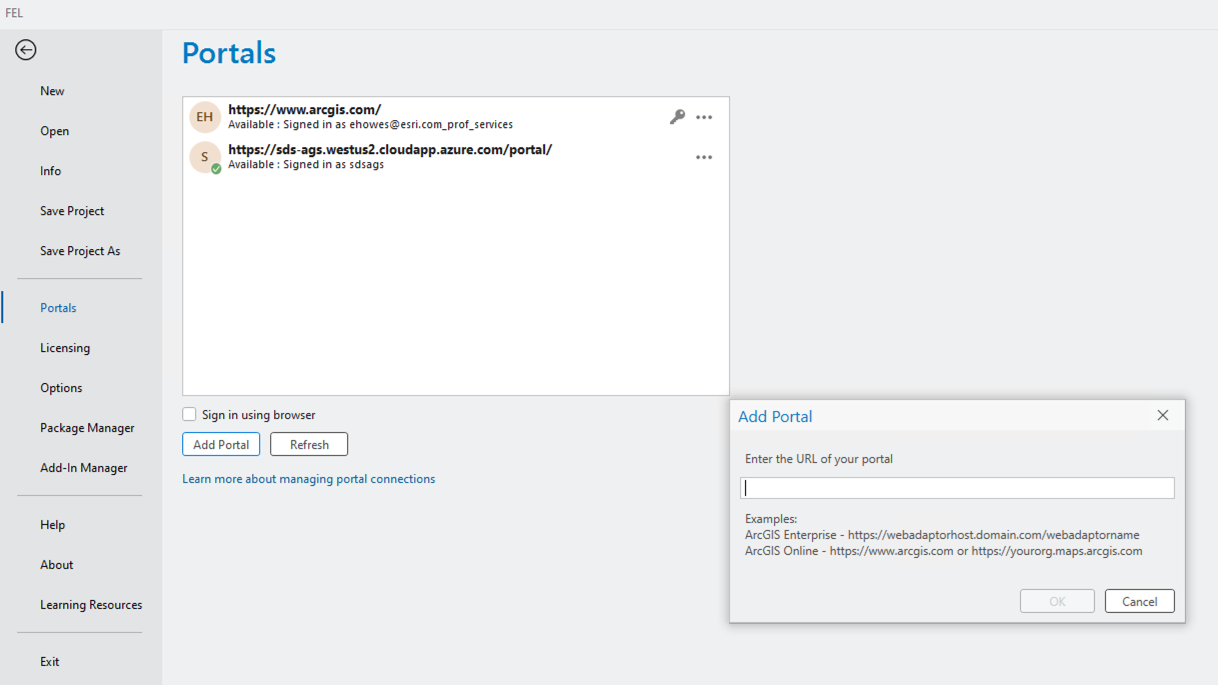 FEL
New
Open
Info
Save Project
Save Project As
Portals
Licensing
Options
Package Manager
Add-In Manager
Help
About
Learning Resources
Exit
Portals
EH
https://www.arcgis.com/
Available : Signed in as ehowes@esri.com_prof_services
S
https://sds-ags.westus2.cloudapp.azure.com/portal/
Available : Signed in as sdsags
Sign in using browser
Add Portal
Refresh
Learn more about managing portal connections
Add Portal
Enter the URL of your portal
Examples:
ArcGIS Enterprise - https://webadaptorhost.domain.com/webadaptorname
ArcGIS Online - https://www.arcgis.com or https://yourorg.maps.arcgis.com
OK
Cancel